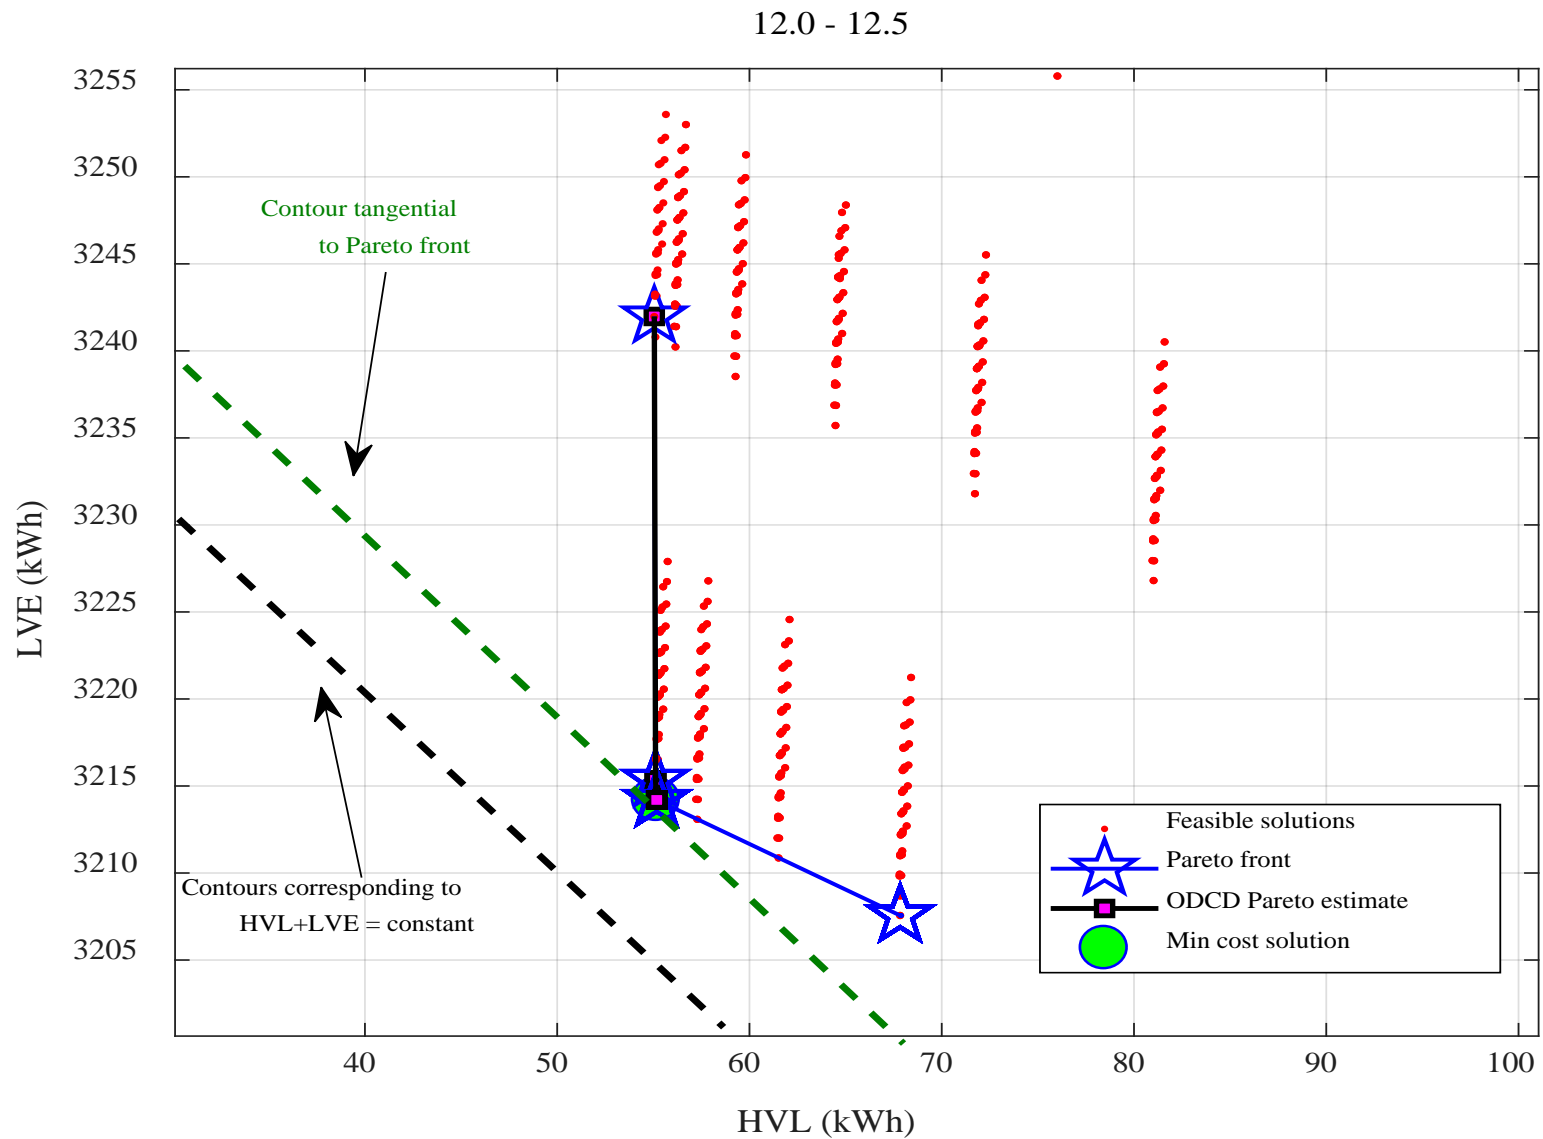 12.0 - 12.5
3255
3250
3245
3240
3235
3230
3225
3220
3215
3210
3205
LVE (kWh)
Contour tangential
to Pareto front
Contours corresponding to
HVL+LVE = constant
Feasible solutions
Pareto front
ODCD Pareto estimate
Min cost solution
40 50 60 70 80 90 100
HVL (kWh)